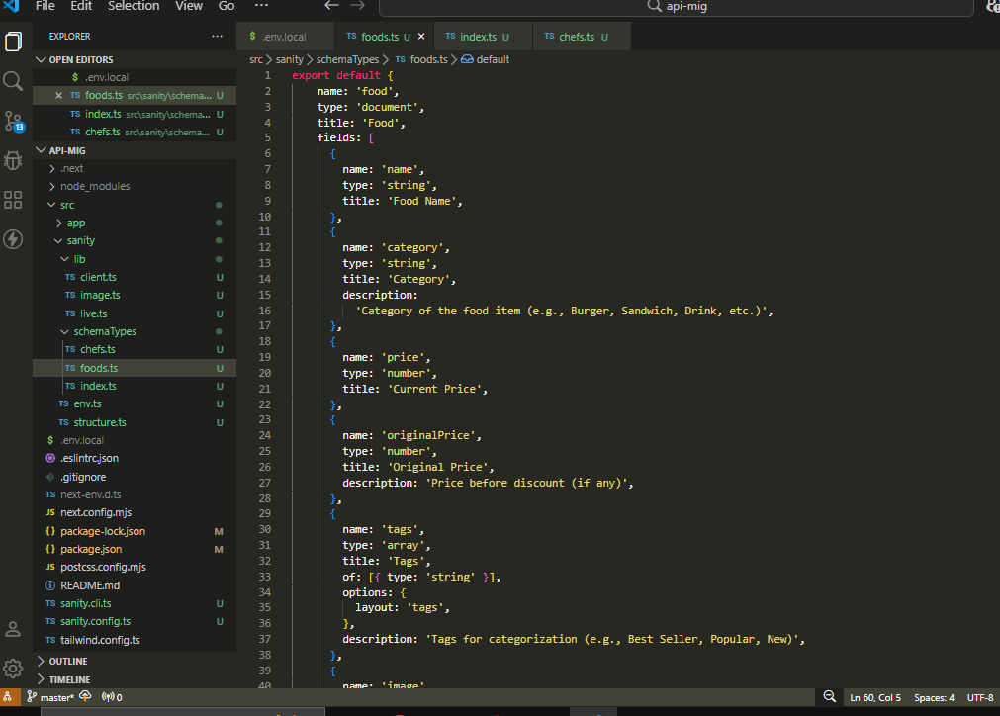 File Edit Selection View Go ··· api-mig
EXPLORER ···
OPEN EDITORS
$ .env.local
TS foods.ts src\sanity\schema... U
TS index.ts src\sanity\schema... U
TS chefs.ts src\sanity\schema... U
API-MIG
.next
node_modules
src
app
sanity
lib
TS client.ts U
TS image.ts U
TS live.ts U
schemaTypes
TS chefs.ts U
TS foods.ts U
TS index.ts U
TS env.ts U
TS structure.ts U
$ .env.local
.eslintrc.json
.gitignore
TS next-env.d.ts
JS next.config.mjs
{} package-lock.json M
{} package.json M
JS postcss.config.mjs
README.md
TS sanity.cli.ts U
TS sanity.config.ts U
TS tailwind.config.ts
OUTLINE
TIMELINE
13
$ .env.local TS foods.ts U TS index.ts U TS chefs.ts U
src > sanity > schemaTypes > TS foods.ts > default
1 export default {
2 name: 'food',
3 type: 'document',
4 title: 'Food',
5 fields: [
6 {
7 name: 'name',
8 type: 'string',
9 title: 'Food Name',
10 },
11 {
12 name: 'category',
13 type: 'string',
14 title: 'Category',
15 description:
16 'Category of the food item (e.g., Burger, Sandwich, Drink, etc.)',
17 },
18 {
19 name: 'price',
20 type: 'number',
21 title: 'Current Price',
22 },
23 {
24 name: 'originalPrice',
25 type: 'number',
26 title: 'Original Price',
27 description: 'Price before discount (if any)',
28 },
29 {
30 name: 'tags',
31 type: 'array',
32 title: 'Tags',
33 of: [{ type: 'string' }],
34 options: {
35 layout: 'tags',
36 },
37 description: 'Tags for categorization (e.g., Best Seller, Popular, New)',
38 },
39 {
40 name: 'image'
master* 0 Ln 60, Col 5 Spaces: 4 UTF-8